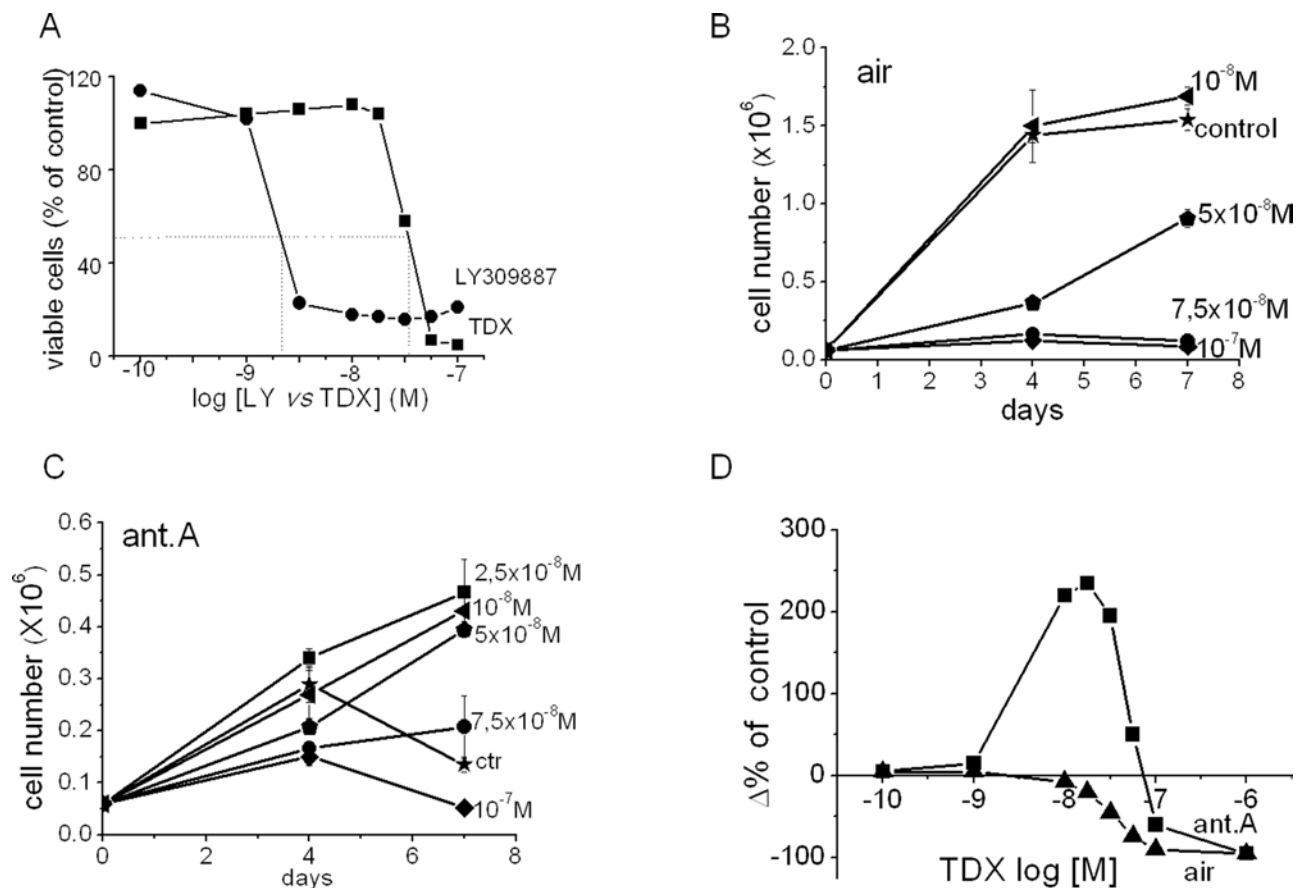 A
viable cells (% of control)
120
80
40
0
-10
-9
-8
-7
LY309887
TDX
log [LY vs TDX] (M)
B
air
cell number (x10⁶)
2.0
1.5
1.0
0.5
0.0
0 1 2 3 4 5 6 7 8
days
10⁻⁸M
control
5x10⁻⁸M
7,5x10⁻⁸M
10⁻⁷M
C
ant.A
cell number (X10⁶)
0.6
0.5
0.4
0.3
0.2
0.1
0.0
0 2 4 6 8
days
2,5x10⁻⁸M
10⁻⁸M
5x10⁻⁸M
7,5x10⁻⁸M
ctr
10⁻⁷M
D
Δ% of control
300
200
100
0
-100
-10 -9 -8 -7 -6
ant.A
air
TDX log [M]